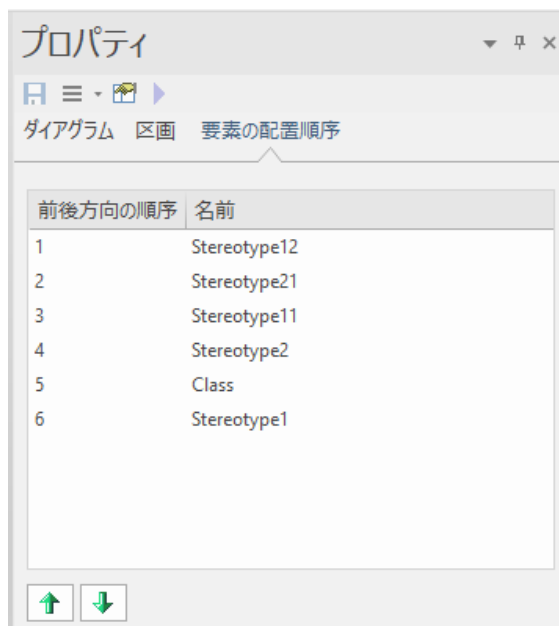 プロパティ
ダイアグラム 区画 要素の配置順序
前後方向の順序 名前
1 Stereotype12
2 Stereotype21
3 Stereotype11
4 Stereotype2
5 Class
6 Stereotype1